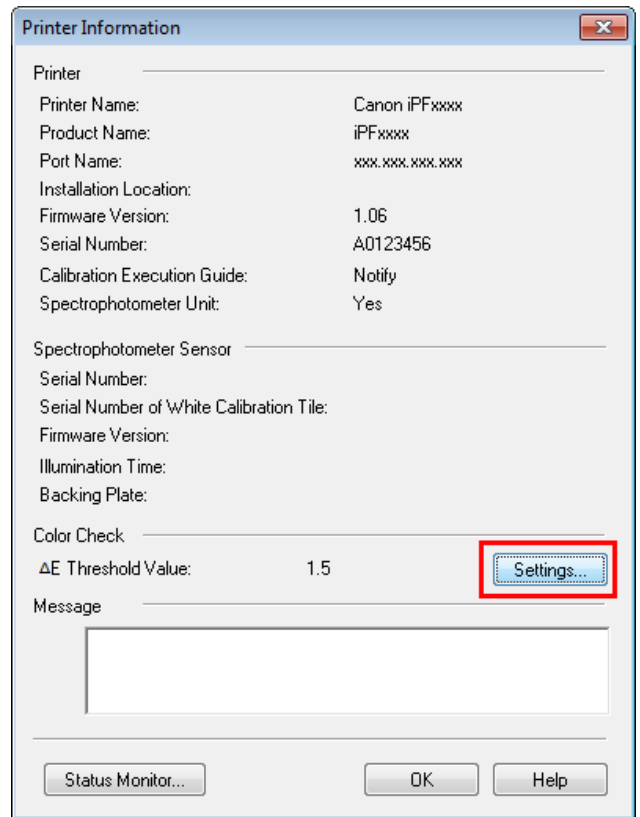 Printer Information
Printer
Printer Name: Canon iPFxxxx
Product Name: iPFxxxx
Port Name: xxx.xxx.xxx.xxx
Installation Location:
Firmware Version: 1.06
Serial Number: A0123456
Calibration Execution Guide: Notify
Spectrophotometer Unit: Yes
Spectrophotometer Sensor
Serial Number:
Serial Number of White Calibration Tile:
Firmware Version:
Illumination Time:
Backing Plate:
Color Check
ΔE Threshold Value: 1.5 Settings...
Message
Status Monitor... OK Help